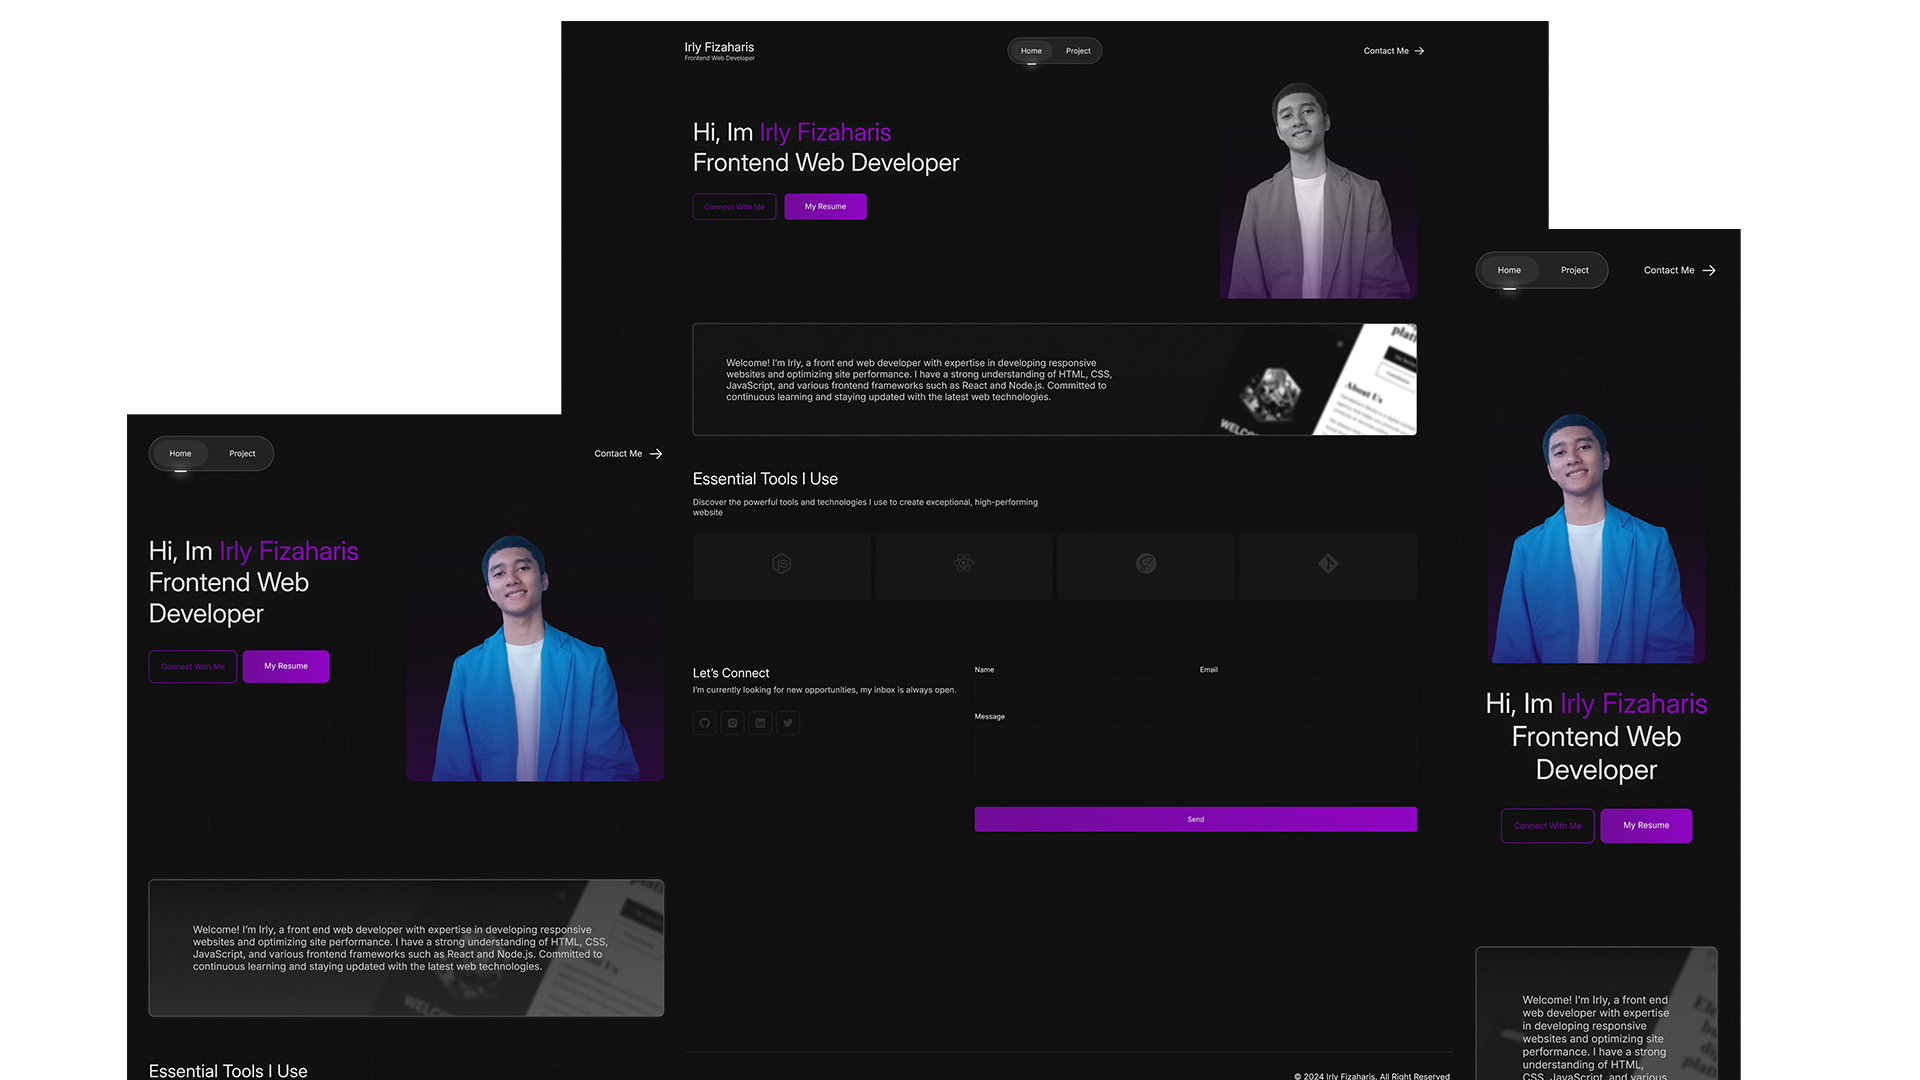 Irly Fizaharis
Frontend Web Developer
Home
Project
Contact Me
Hi, Im Irly Fizaharis
Frontend Web Developer
Connect With Me
My Resume
Welcome! I'm Irly, a front end web developer with expertise in developing responsive
websites and optimizing site performance. I have a strong understanding of HTML, CSS,
JavaScript, and various frontend frameworks such as React and Node.js. Committed to
continuous learning and staying updated with the latest web technologies.
About Us
Essential Tools I Use
Discover the powerful tools and technologies I use to create exceptional, high-performing
website
Let's Connect
I'm currently looking for new opportunities, my inbox is always open.
Name
Email
Message
Send
© 2024 Irly Fizaharis. All Right Reserved
Home
Project
Contact Me
Hi, Im Irly Fizaharis
Frontend Web
Developer
Connect With Me
My Resume
Welcome! I'm Irly, a front end web developer with expertise in developing responsive
websites and optimizing site performance. I have a strong understanding of HTML, CSS,
JavaScript, and various frontend frameworks such as React and Node.js. Committed to
continuous learning and staying updated with the latest web technologies.
Essential Tools I Use
Home
Project
Contact Me
Hi, Im Irly Fizaharis
Frontend Web
Developer
Connect With Me
My Resume
Welcome! I'm Irly, a front end
web developer with expertise
in developing responsive
websites and optimizing site
performance. I have a strong
understanding of HTML,
CSS, JavaScript, and various